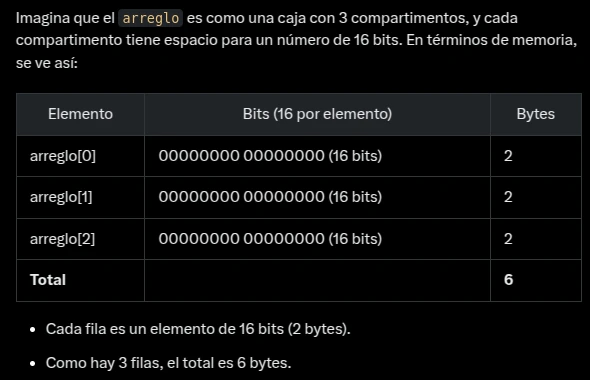 Imagina que el arreglo es como una caja con 3 compartimentos, y cada
compartimento tiene espacio para un número de 16 bits. En términos de memoria,
se ve así:
Elemento Bits (16 por elemento) Bytes
arreglo[0] 00000000 00000000 (16 bits) 2
arreglo[1] 00000000 00000000 (16 bits) 2
arreglo[2] 00000000 00000000 (16 bits) 2
Total 6
• Cada fila es un elemento de 16 bits (2 bytes).
• Como hay 3 filas, el total es 6 bytes.